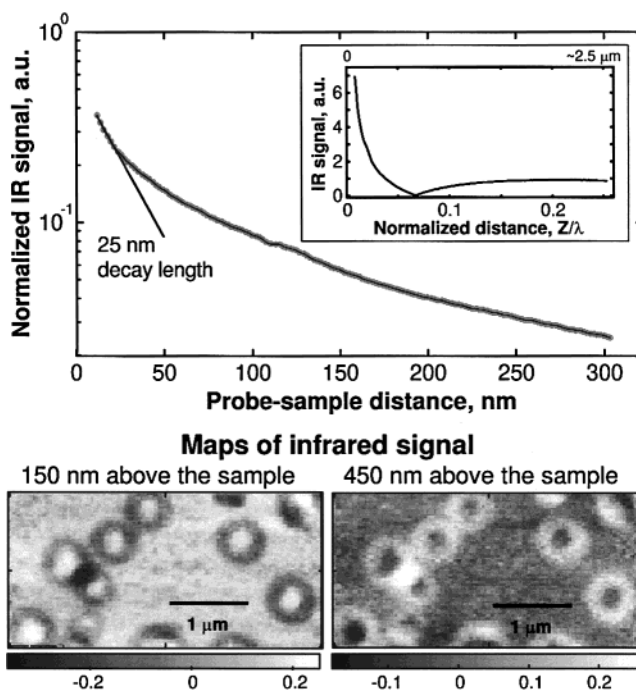 10⁰
10⁻¹
Normalized IR signal, a.u.
25 nm
decay length
0 50 100 150 200 250 300
Probe-sample distance, nm
0 ~2.5 µm
6
4
2
0
IR signal, a.u.
0 0.1 0.2
Normalized distance, Z/λ
Maps of infrared signal
150 nm above the sample 450 nm above the sample
1 µm 1 µm
-0.2 0 0.2 -0.1 0 0.1 0.2